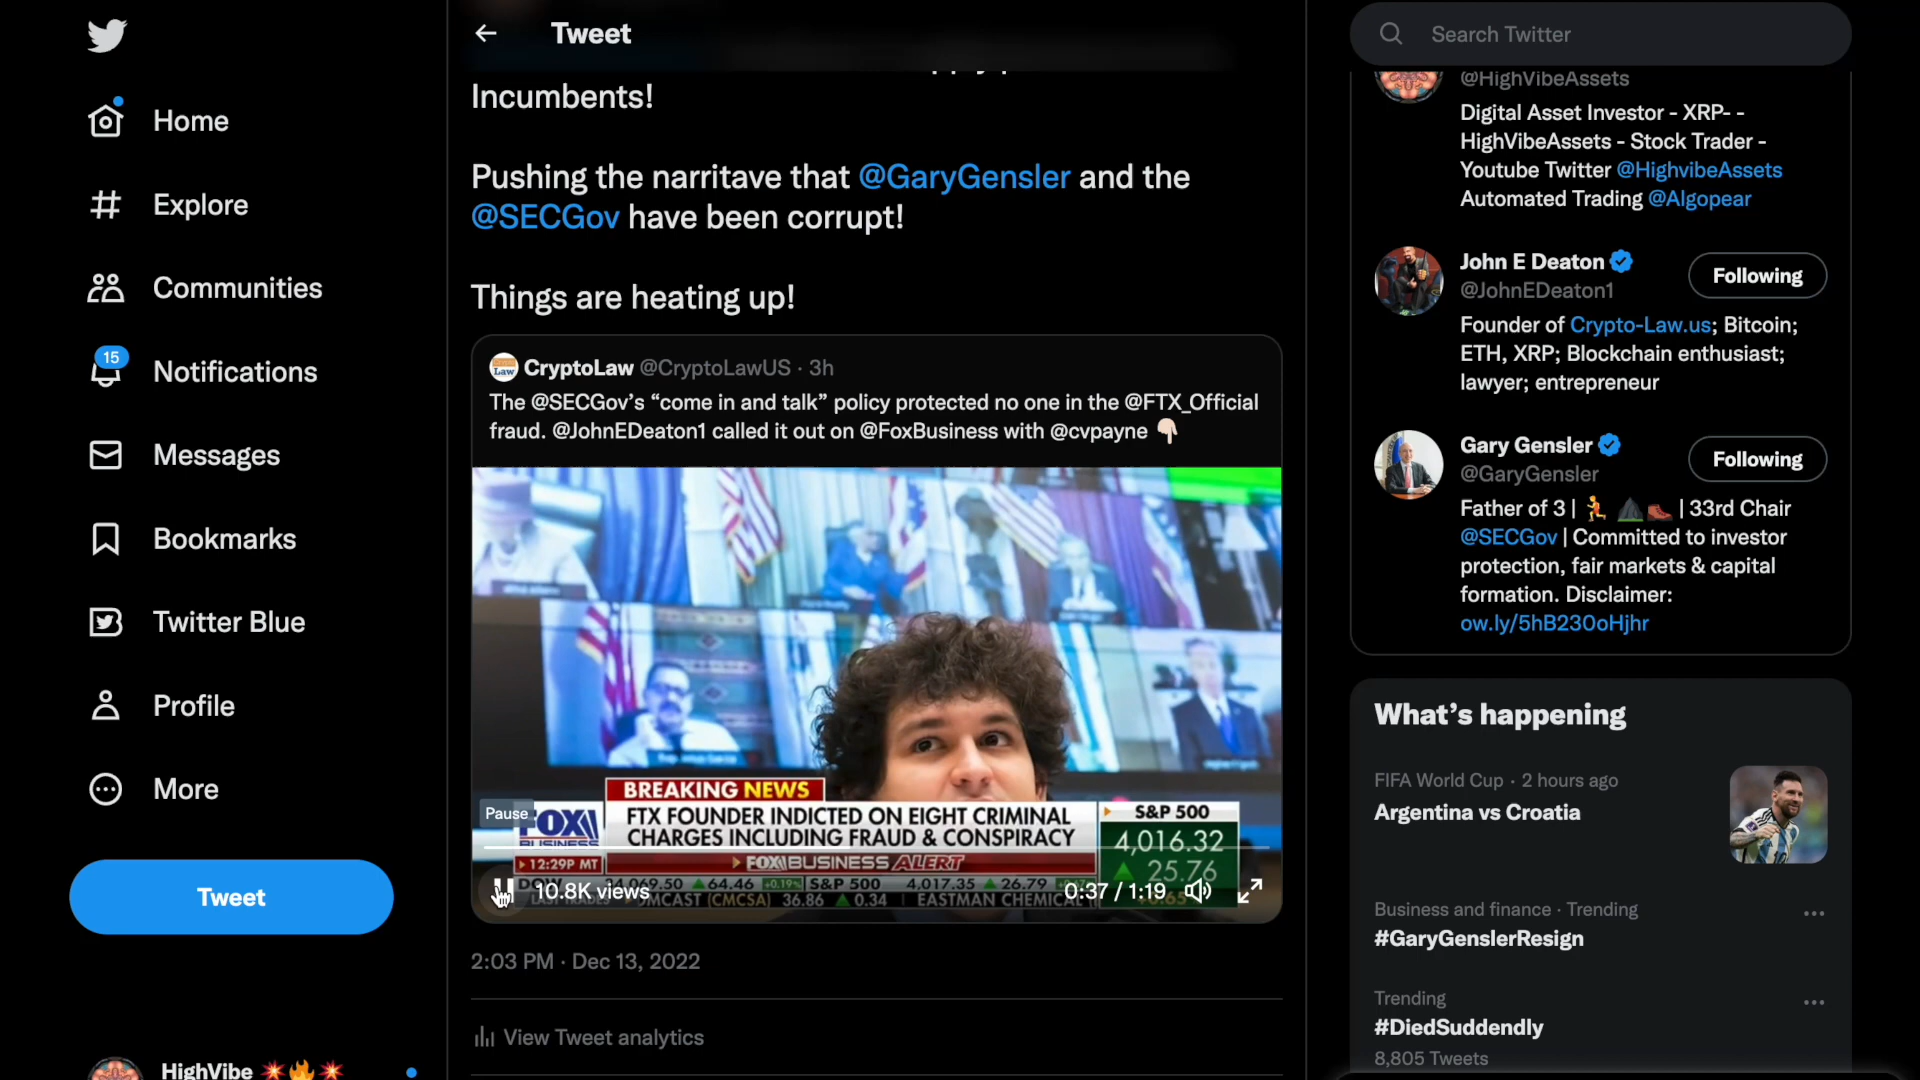 Home
Explore
Communities
15
Notifications
Messages
Bookmarks
Twitter Blue
Profile
More
Tweet
HighVibe
Tweet
Incumbents!
Pushing the narritave that @GaryGensler and the
@SECGov have been corrupt!
Things are heating up!
Law
CryptoLaw @CryptoLawUS · 3h
The @SECGov’s “come in and talk” policy protected no one in the @FTX_Official
fraud. @JohnEDeaton1 called it out on @FoxBusiness with @cvpayne
BREAKING NEWS
Pause
FOX
BUSINESS
FTX FOUNDER INDICTED ON EIGHT CRIMINAL
CHARGES INCLUDING FRAUD & CONSPIRACY
S&P 500
4,016.32
25.76
12:29P MT
FOX BUSINESS ALERT
64.46 +0.19% S&P 500 4,017.35 26.79
10.8K views
0:37 / 1:19
(CMCSA) 36.86 0.34 EASTMAN CHEMICAL
2:03 PM · Dec 13, 2022
View Tweet analytics
Search Twitter
@HighVibeAssets
Digital Asset Investor - XRP- -
HighVibeAssets - Stock Trader -
Youtube Twitter @HighvibeAssets
Automated Trading @Algopear
John E Deaton
@JohnEDeaton1
Following
Founder of Crypto-Law.us; Bitcoin;
ETH, XRP; Blockchain enthusiast;
lawyer; entrepreneur
Gary Gensler
@GaryGensler
Following
Father of 3 | | 33rd Chair
@SECGov | Committed to investor
protection, fair markets & capital
formation. Disclaimer:
ow.ly/5hB230oHjhr
What’s happening
FIFA World Cup · 2 hours ago
Argentina vs Croatia
Business and finance · Trending
#GaryGenslerResign
Trending
#DiedSuddendly
8,805 Tweets